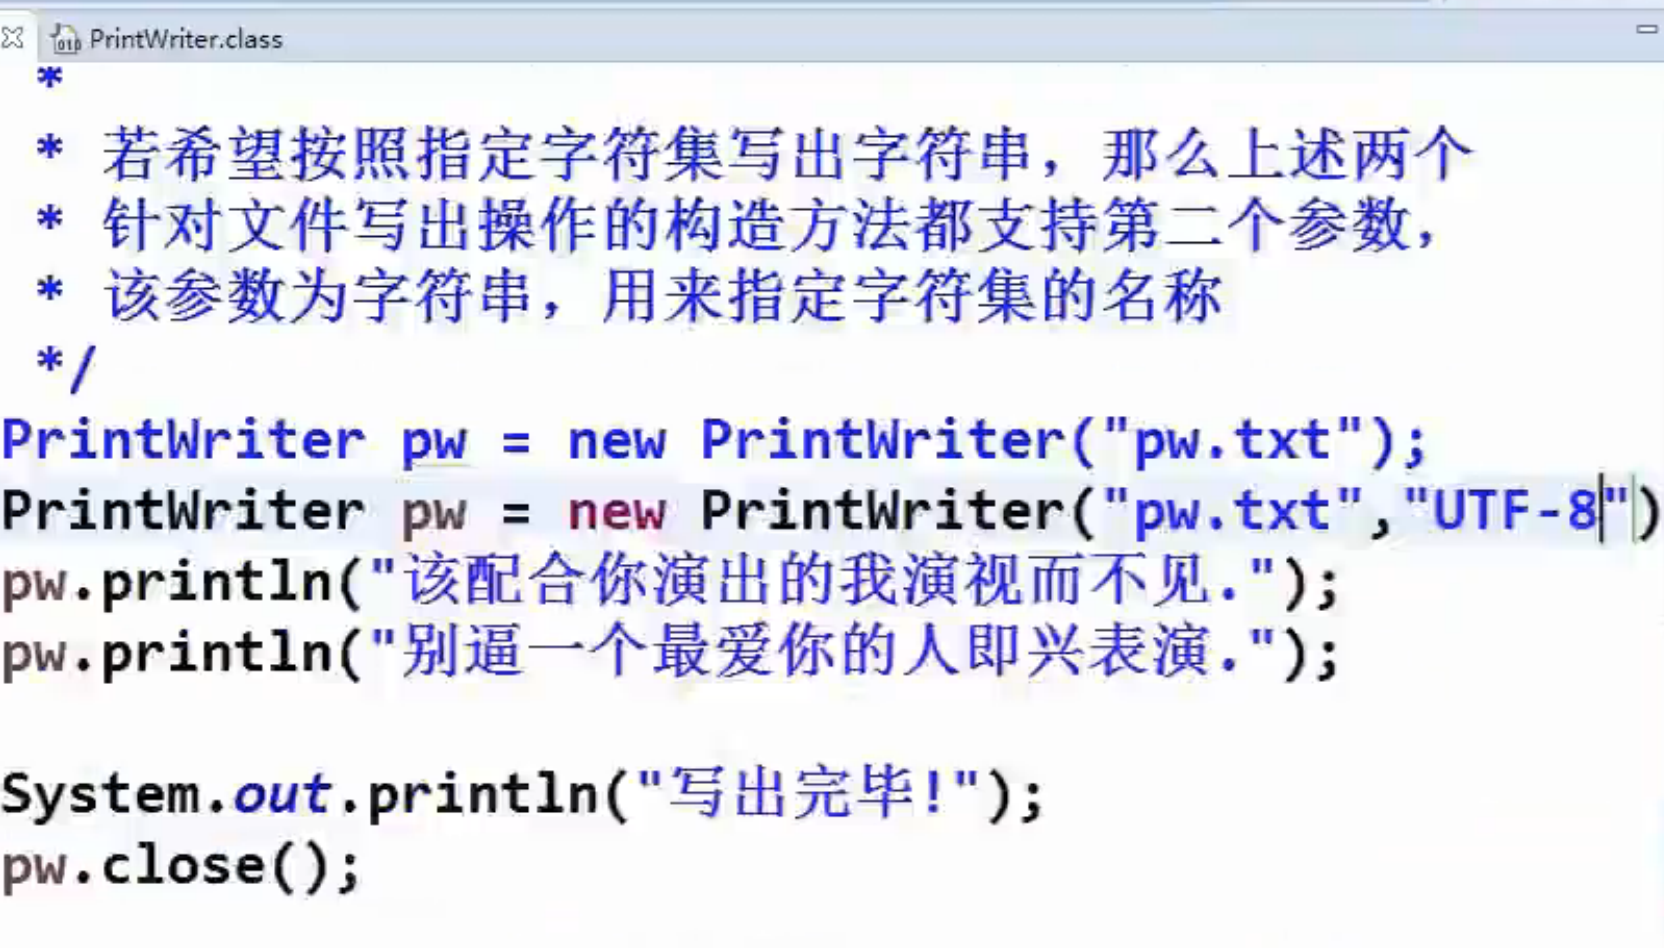 PrintWriter.class
*
* 若希望按照指定字符集写出字符串，那么上述两个
* 针对文件写出操作的构造方法都支持第二个参数，
* 该参数为字符串，用来指定字符集的名称
*/
PrintWriter pw = new PrintWriter("pw.txt");
PrintWriter pw = new PrintWriter("pw.txt","UTF-8")
pw.println("该配合你演出的我演视而不见.");
pw.println("别逼一个最爱你的人即兴表演.");
System.out.println("写出完毕!");
pw.close();